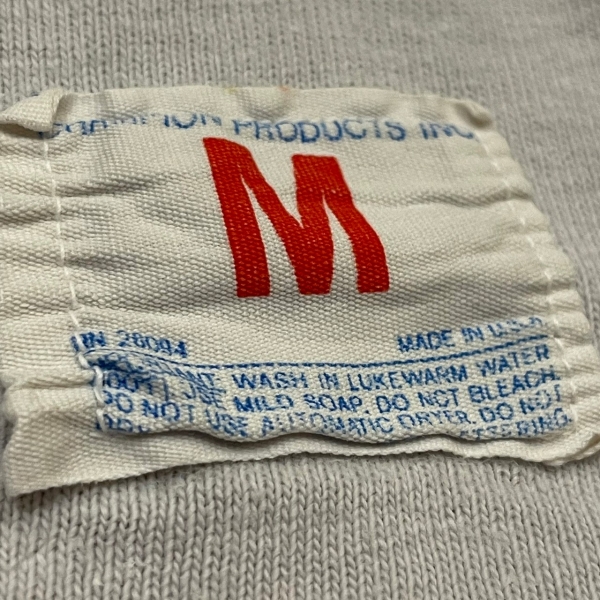 CHAMPION PRODUCTS INC
M
RN 26094 MADE IN U.S.A.
WASH IN LUKEWARM WATER
USE MILD SOAP. DO NOT BLEACH.
DO NOT USE AUTOMATIC DRYER. DO NOT